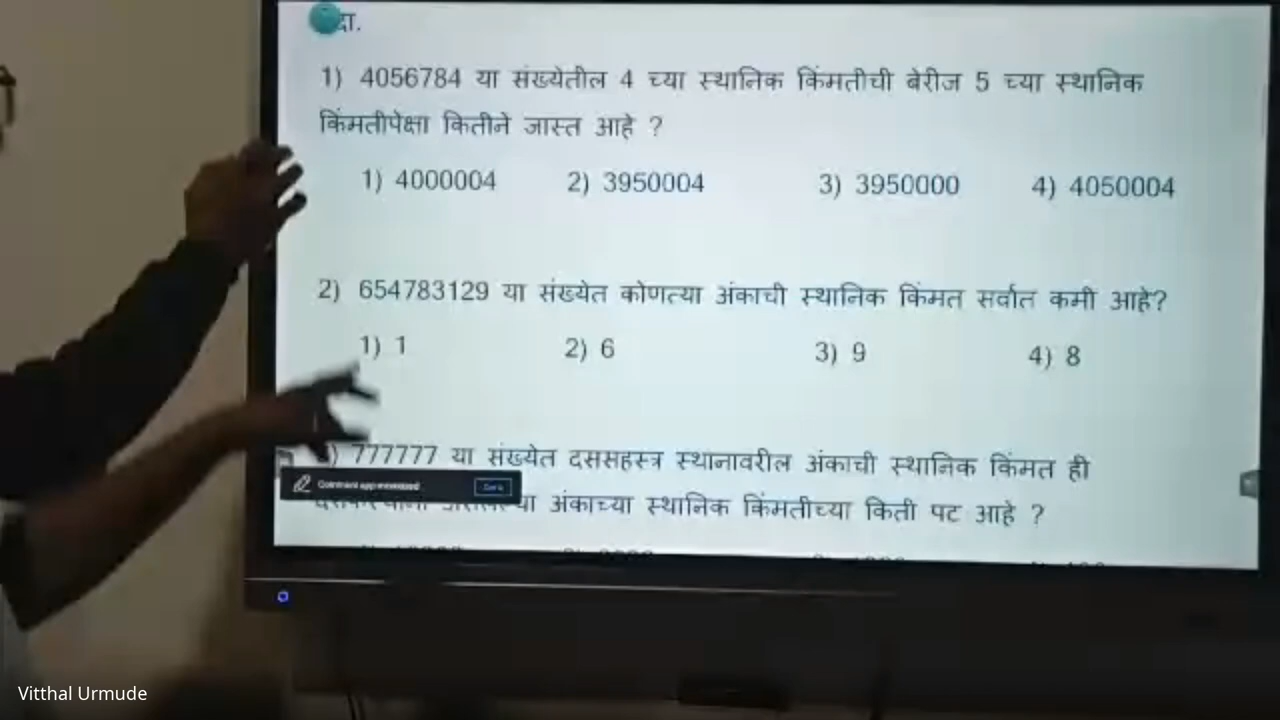 दा.
1) 4056784 या संख्येतील 4 च्या स्थानिक किंमतीची बेरीज 5 च्या स्थानिक
किंमतीपेक्षा कितीने जास्त आहे ?
1) 4000004 2) 3950004 3) 3950000 4) 4050004
2) 654783129 या संख्येत कोणत्या अंकाची स्थानिक किंमत सर्वात कमी आहे?
1) 1 2) 6 3) 9 4) 8
) 777777 या संख्येत दससहस्त्र स्थानावरील अंकाची स्थानिक किंमत ही
अंकाच्या स्थानिक किंमतीच्या किती पट आहे ?
Vitthal Urmude